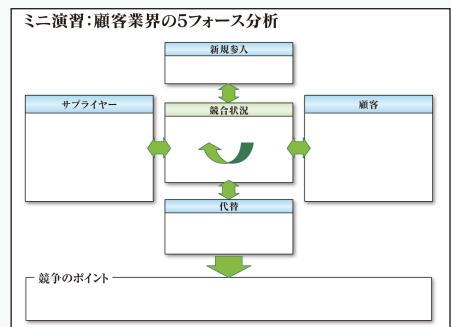 ミニ演習：顧客業界の5フォース分析
新規参入
サプライヤー
競合状況
顧客
代替
競争のポイント